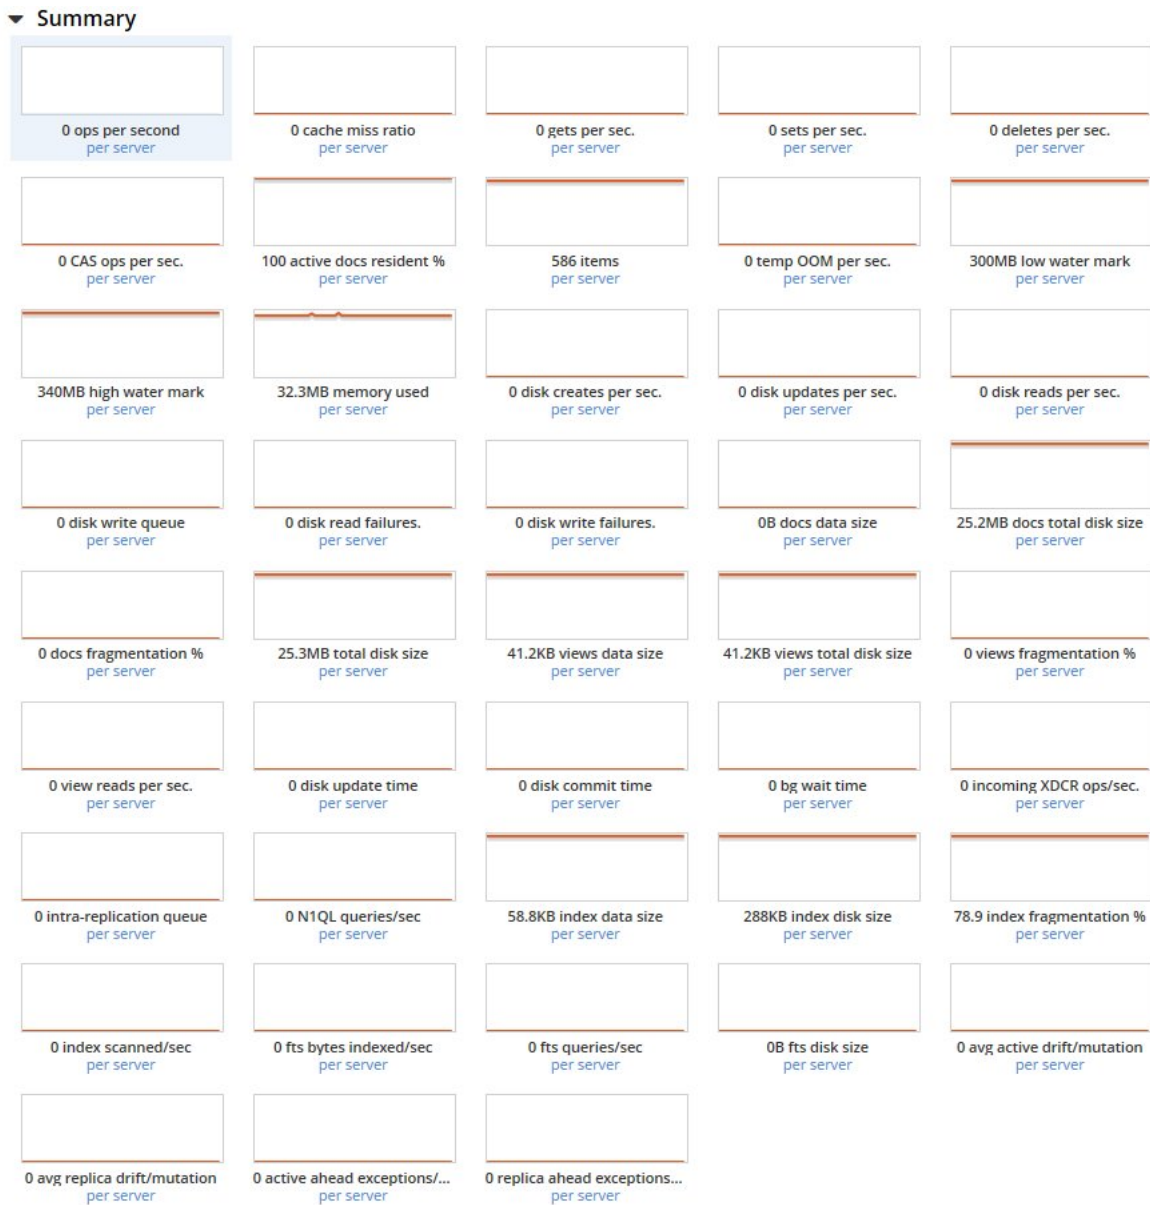 Summary
0 ops per second
per server
0 cache miss ratio
per server
0 gets per sec.
per server
0 sets per sec.
per server
0 deletes per sec.
per server
0 CAS ops per sec.
per server
100 active docs resident %
per server
586 items
per server
0 temp OOM per sec.
per server
300MB low water mark
per server
340MB high water mark
per server
32.3MB memory used
per server
0 disk creates per sec.
per server
0 disk updates per sec.
per server
0 disk reads per sec.
per server
0 disk write queue
per server
0 disk read failures.
per server
0 disk write failures.
per server
0B docs data size
per server
25.2MB docs total disk size
per server
0 docs fragmentation %
per server
25.3MB total disk size
per server
41.2KB views data size
per server
41.2KB views total disk size
per server
0 views fragmentation %
per server
0 view reads per sec.
per server
0 disk update time
per server
0 disk commit time
per server
0 bg wait time
per server
0 incoming XDCR ops/sec.
per server
0 intra-replication queue
per server
0 N1QL queries/sec
per server
58.8KB index data size
per server
288KB index disk size
per server
78.9 index fragmentation %
per server
0 index scanned/sec
per server
0 fts bytes indexed/sec
per server
0 fts queries/sec
per server
0B fts disk size
per server
0 avg active drift/mutation
per server
0 avg replica drift/mutation
per server
0 active ahead exceptions/...
per server
0 replica ahead exceptions...
per server